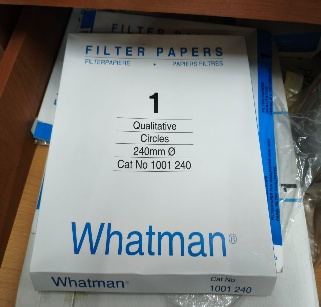 FILTER PAPERS
FILTERPAPIERE • PAPIERS FILTRES
1
Qualitative
Circles
240mm Ø
Cat No 1001 240
Whatman®
Whatman® Cat No
1001 240
1